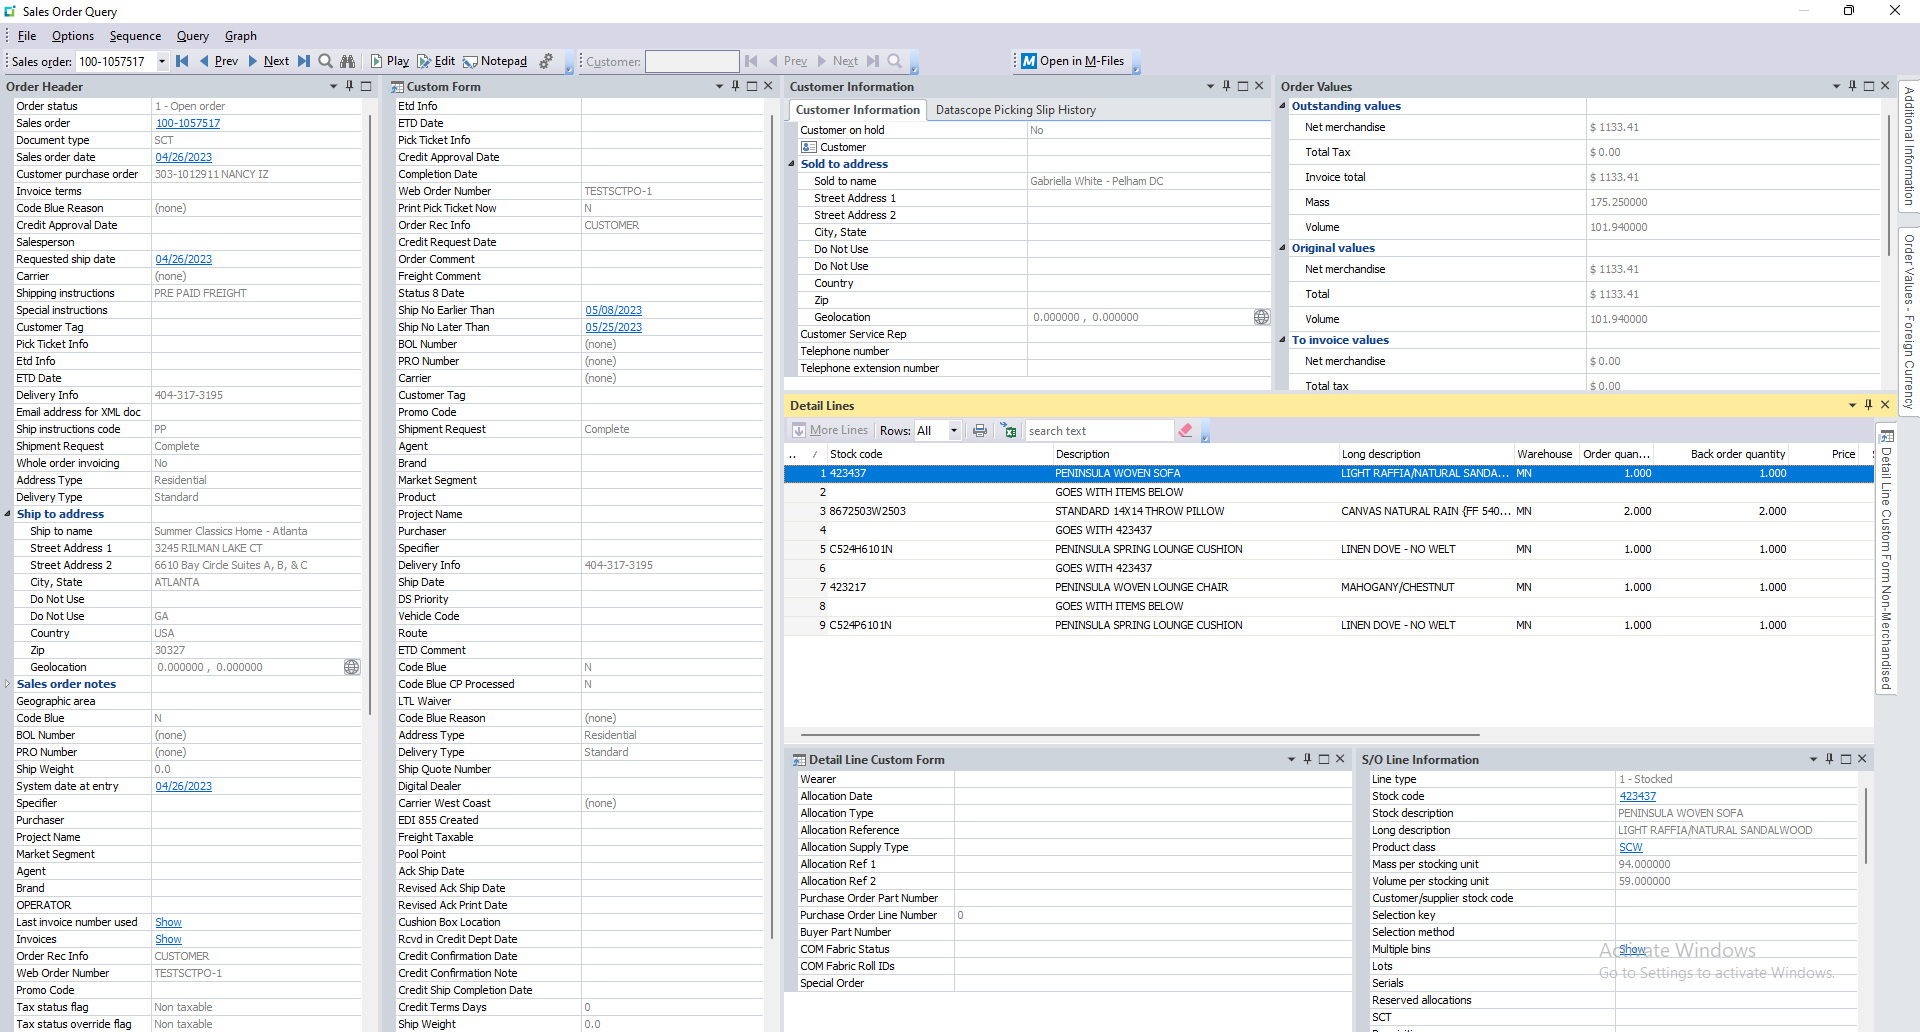 Sales Order Query
File Options Sequence Query Graph
Sales order: 100-1057517 Prev Next Play Edit Notepad Customer: Prev Next Open in M-Files
Order Header
Order status 1 - Open order
Sales order 100-1057517
Document type SCT
Sales order date 04/26/2023
Customer purchase order 303-1012911 NANCY IZ
Invoice terms
Code Blue Reason (none)
Credit Approval Date
Salesperson
Requested ship date 04/26/2023
Carrier (none)
Shipping instructions PRE PAID FREIGHT
Special instructions
Customer Tag
Pick Ticket Info
Etd Info
ETD Date
Delivery Info 404-317-3195
Email address for XML doc
Ship instructions code PP
Shipment Request Complete
Whole order invoicing No
Address Type Residential
Delivery Type Standard
Ship to address
Ship to name Summer Classics Home - Atlanta
Street Address 1 3245 RILMAN LAKE CT
Street Address 2 6610 Bay Circle Suites A, B, & C
City, State ATLANTA
Do Not Use
Do Not Use GA
Country USA
Zip 30327
Geolocation 0.000000 , 0.000000
Sales order notes
Geographic area
Code Blue N
BOL Number (none)
PRO Number (none)
Ship Weight 0.0
System date at entry 04/26/2023
Specifier
Purchaser
Project Name
Market Segment
Agent
Brand
OPERATOR
Last invoice number used Show
Invoices Show
Order Rec Info CUSTOMER
Web Order Number TESTSCTPO-1
Promo Code
Tax status flag Non taxable
Tax status override flag Non taxable
Custom Form
Etd Info
ETD Date
Pick Ticket Info
Credit Approval Date
Completion Date
Web Order Number TESTSCTPO-1
Print Pick Ticket Now N
Order Rec Info CUSTOMER
Credit Request Date
Order Comment
Freight Comment
Status 8 Date
Ship No Earlier Than 05/08/2023
Ship No Later Than 05/25/2023
BOL Number (none)
PRO Number (none)
Carrier (none)
Customer Tag
Promo Code
Shipment Request Complete
Agent
Brand
Market Segment
Product
Project Name
Purchaser
Specifier
Delivery Info 404-317-3195
Ship Date
DS Priority
Vehicle Code
Route
ETD Comment
Code Blue N
Code Blue CP Processed N
LTL Waiver
Code Blue Reason (none)
Address Type Residential
Delivery Type Standard
Ship Quote Number
Digital Dealer
Carrier West Coast (none)
EDI 855 Created
Freight Taxable
Pool Point
Ack Ship Date
Revised Ack Ship Date
Revised Ack Print Date
Cushion Box Location
Rcvd in Credit Dept Date
Credit Confirmation Date
Credit Confirmation Note
Credit Ship Completion Date
Credit Terms Days 0
Ship Weight 0.0
Customer Information
Customer Information Datascope Picking Slip History
Customer on hold No
Customer
Sold to address
Sold to name Gabriella White - Pelham DC
Street Address 1
Street Address 2
City, State
Do Not Use
Do Not Use
Country
Zip
Geolocation 0.000000 , 0.000000
Customer Service Rep
Telephone number
Telephone extension number
Order Values
Outstanding values
Net merchandise $ 1133.41
Total Tax $ 0.00
Invoice total $ 1133.41
Mass 175.250000
Volume 101.940000
Original values
Net merchandise $ 1133.41
Total $ 1133.41
Volume 101.940000
To invoice values
Net merchandise $ 0.00
Total tax $ 0.00
Additional Information
Order Values - Foreign Currency
Detail Lines
More Lines Rows: All search text
.. / Stock code Description Long description Warehouse Order quan... Back order quantity Price
1 423437 PENINSULA WOVEN SOFA LIGHT RAFFIA/NATURAL SANDA... MN 1.000 1.000
2 GOES WITH ITEMS BELOW
3 8672503W2503 STANDARD 14X14 THROW PILLOW CANVAS NATURAL RAIN {FF 540... MN 2.000 2.000
4 GOES WITH 423437
5 C524H6101N PENINSULA SPRING LOUNGE CUSHION LINEN DOVE - NO WELT MN 1.000 1.000
6 GOES WITH 423437
7 423217 PENINSULA WOVEN LOUNGE CHAIR MAHOGANY/CHESTNUT MN 1.000 1.000
8 GOES WITH ITEMS BELOW
9 C524P6101N PENINSULA SPRING LOUNGE CUSHION LINEN DOVE - NO WELT MN 1.000 1.000
Detail Line Custom Form Non-Merchandised
Detail Line Custom Form
Wearer
Allocation Date
Allocation Type
Allocation Reference
Allocation Supply Type
Allocation Ref 1
Allocation Ref 2
Purchase Order Part Number
Purchase Order Line Number 0
Buyer Part Number
COM Fabric Status
COM Fabric Roll IDs
Special Order
S/O Line Information
Line type 1 - Stocked
Stock code 423437
Stock description PENINSULA WOVEN SOFA
Long description LIGHT RAFFIA/NATURAL SANDALWOOD
Product class SCW
Mass per stocking unit 94.000000
Volume per stocking unit 59.000000
Customer/supplier stock code
Selection key
Selection method
Multiple bins Show
Lots
Serials
Reserved allocations
SCT
Activate Windows
Go to Settings to activate Windows.